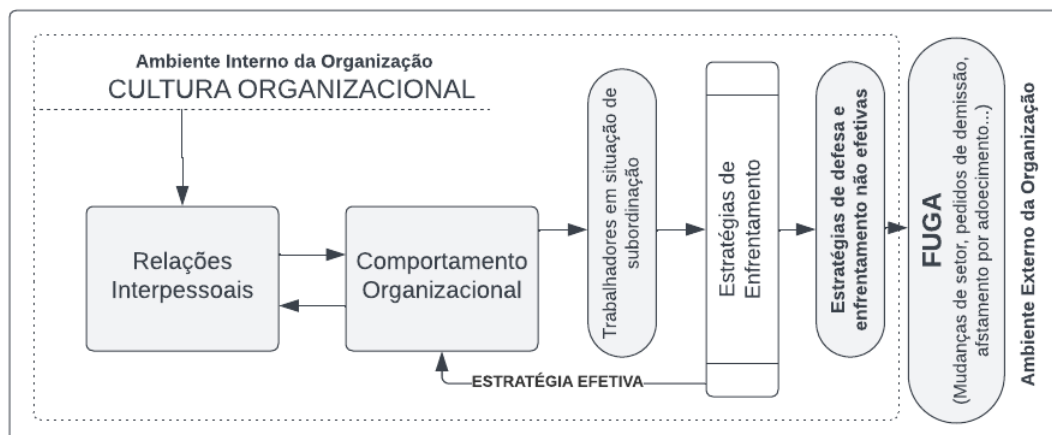 Ambiente Interno da Organização
CULTURA ORGANIZACIONAL
Relações
Interpessoais
Comportamento
Organizacional
Trabalhadores em situação de
subordinação
Estratégias de
Enfrentamento
Estratégias de defesa e
enfrentamento não efetivas
FUGA
(Mudanças de setor, pedidos de demissão,
afstamento por adoecimento...)
Ambiente Externo da Organização
ESTRATÉGIA EFETIVA